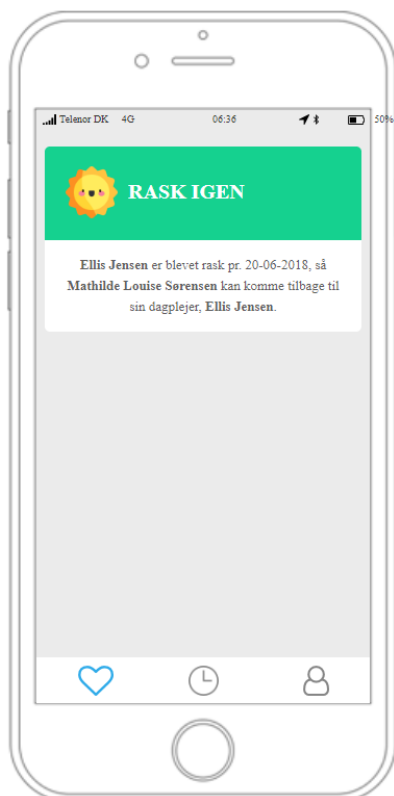 Telenor DK 4G 06:36 50%
RASK IGEN
Ellis Jensen er blevet rask pr. 20-06-2018, så
Mathilde Louise Sørensen kan komme tilbage til
sin dagplejer, Ellis Jensen.